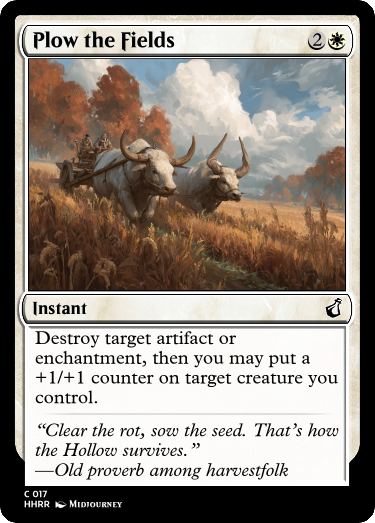 Plow the Fields 2
Instant
Destroy target artifact or
enchantment, then you may put a
+1/+1 counter on target creature you
control.
“Clear the rot, sow the seed. That’s how
the Hollow survives.”
—Old proverb among harvestfolk
C 017
HHRR Midjourney